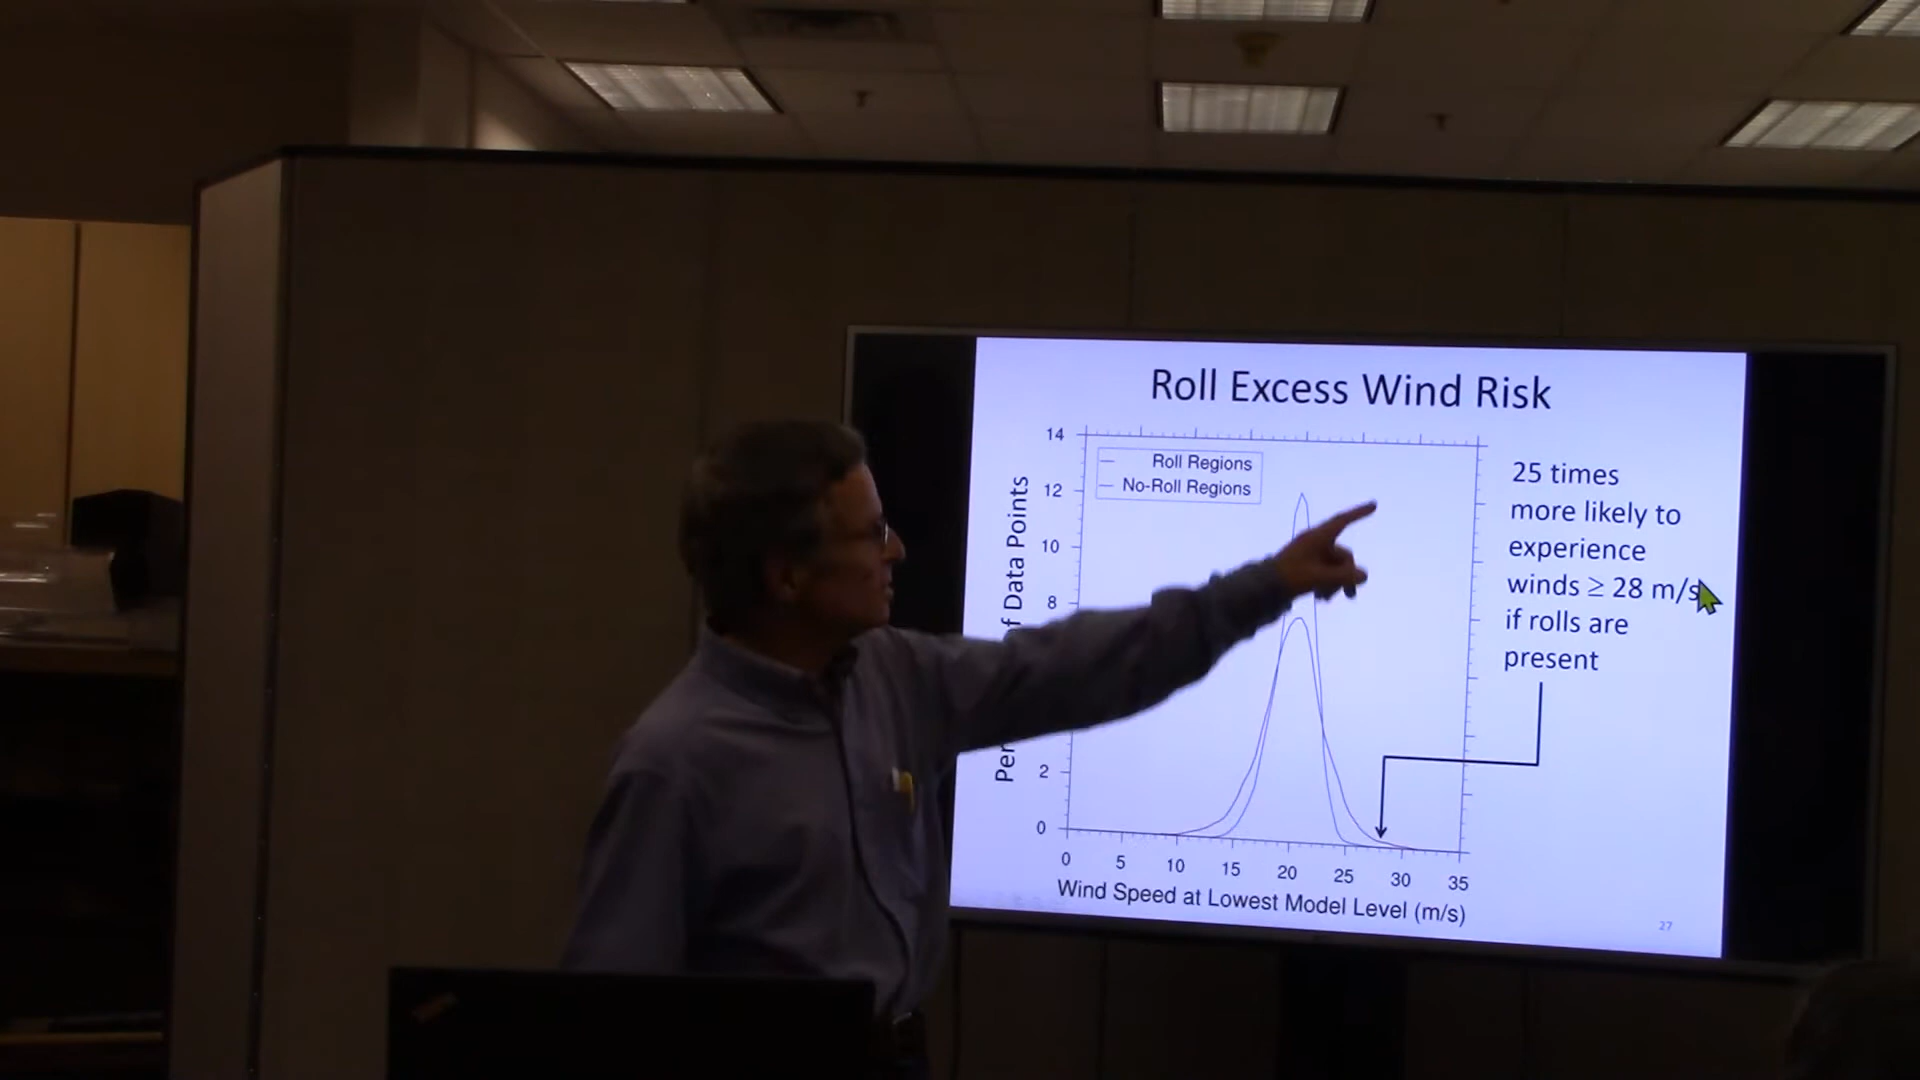 Roll Excess Wind Risk
14
12
10
8
2
0
Data Points
Roll Regions
No-Roll Regions
0 5 10 15 20 25 30 35
Wind Speed at Lowest Model Level (m/s)
25 times
more likely to
experience
winds ≥ 28 m/s
if rolls are
present
27